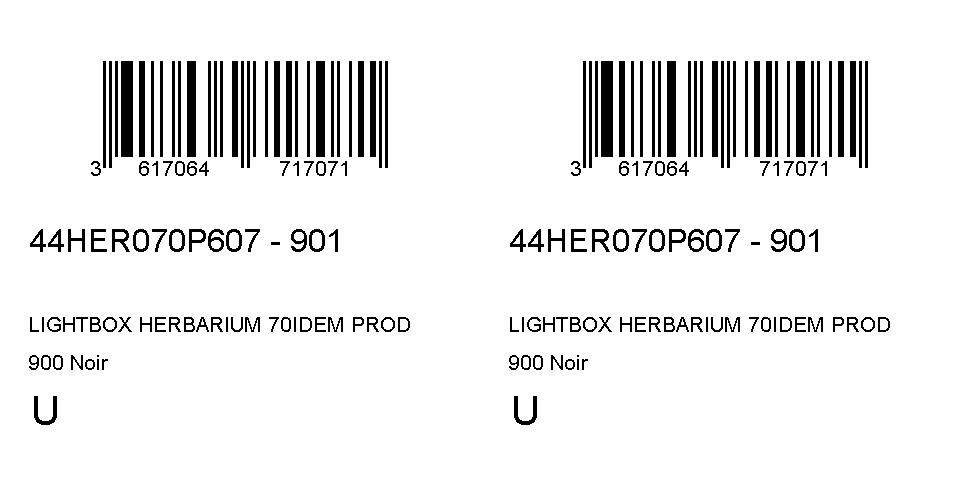 3 617064 717071
44HER070P607 - 901
LIGHTBOX HERBARIUM 70IDEM PROD
900 Noir
U
3 617064 717071
44HER070P607 - 901
LIGHTBOX HERBARIUM 70IDEM PROD
900 Noir
U